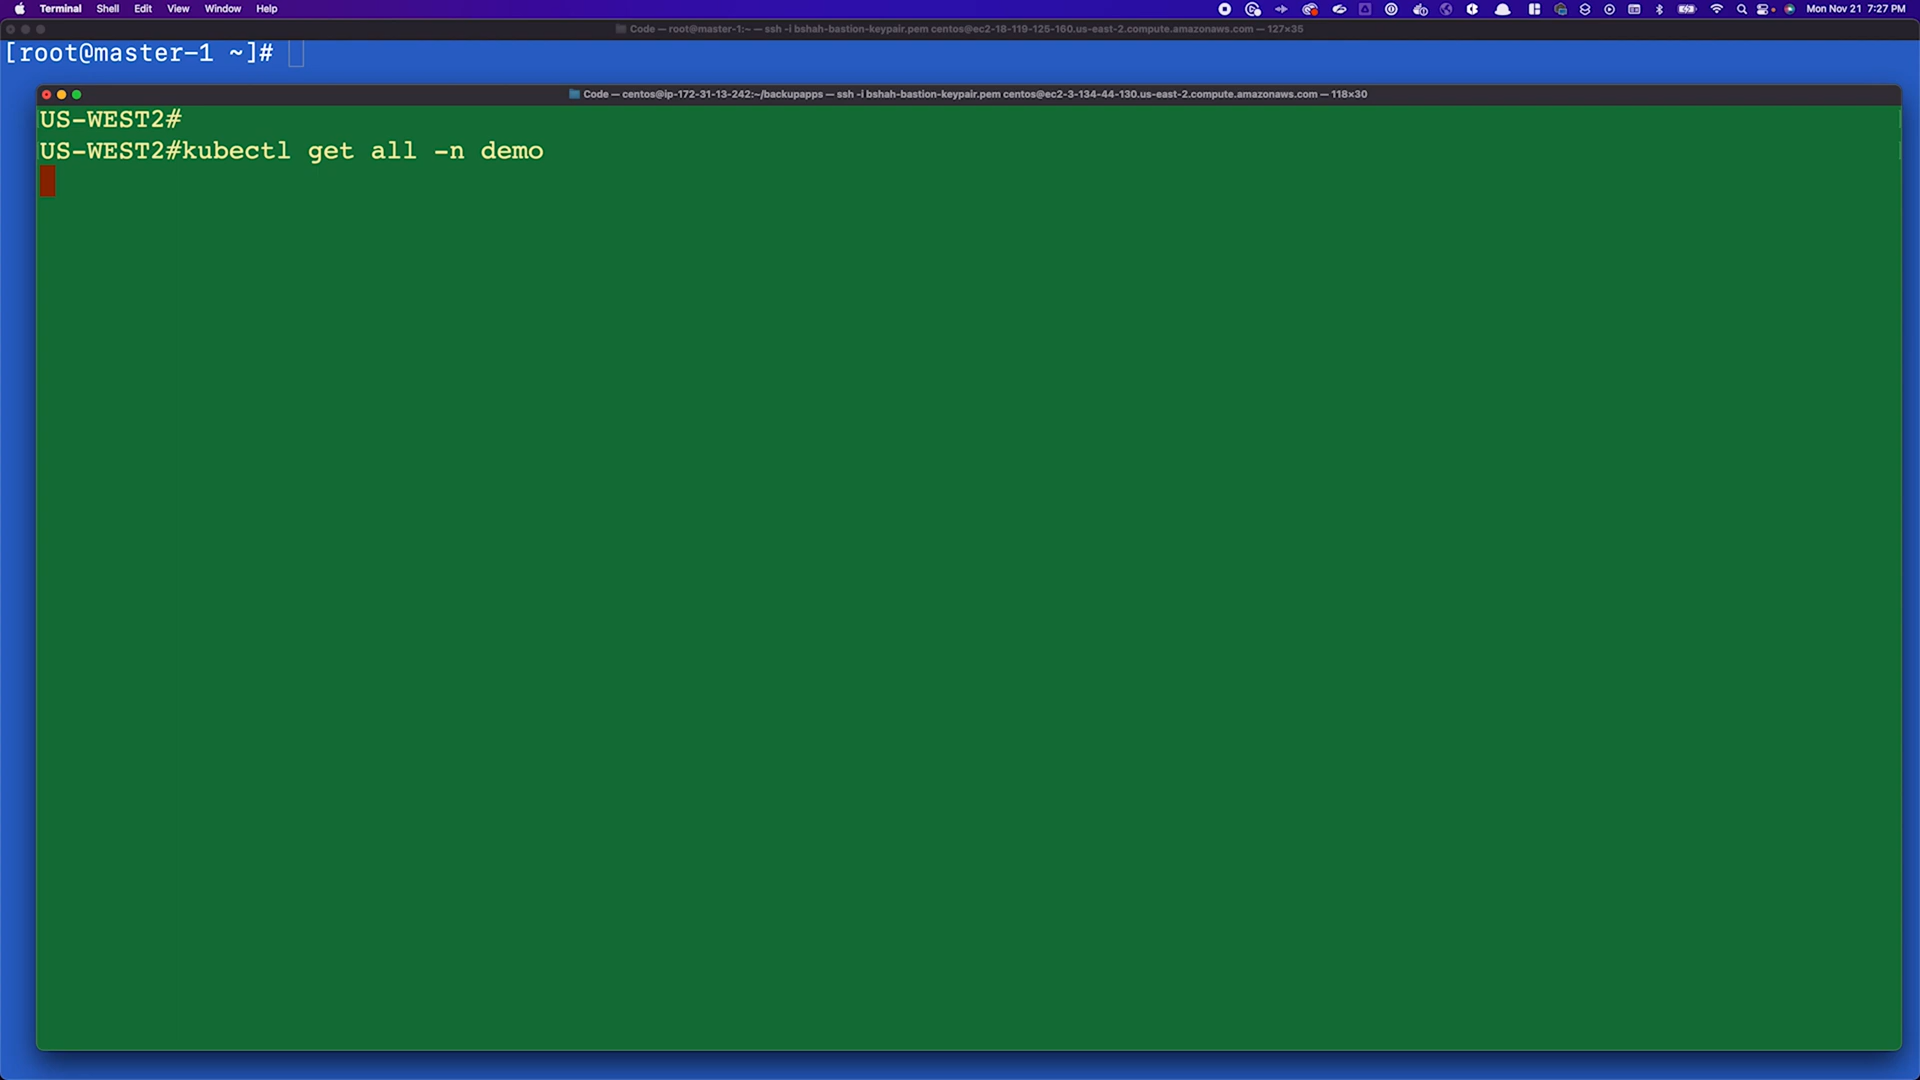 Terminal Shell Edit View Window Help Mon Nov 21 7:27 PM
Code — root@master-1:~ — ssh -i bshah-bastion-keypair.pem centos@ec2-18-119-125-160.us-east-2.compute.amazonaws.com — 127×35
[root@master-1 ~]#
Code — centos@ip-172-31-13-242:~/backupapps — ssh -i bshah-bastion-keypair.pem centos@ec2-3-134-44-130.us-east-2.compute.amazonaws.com — 118×30
US-WEST2#
US-WEST2#kubectl get all -n demo